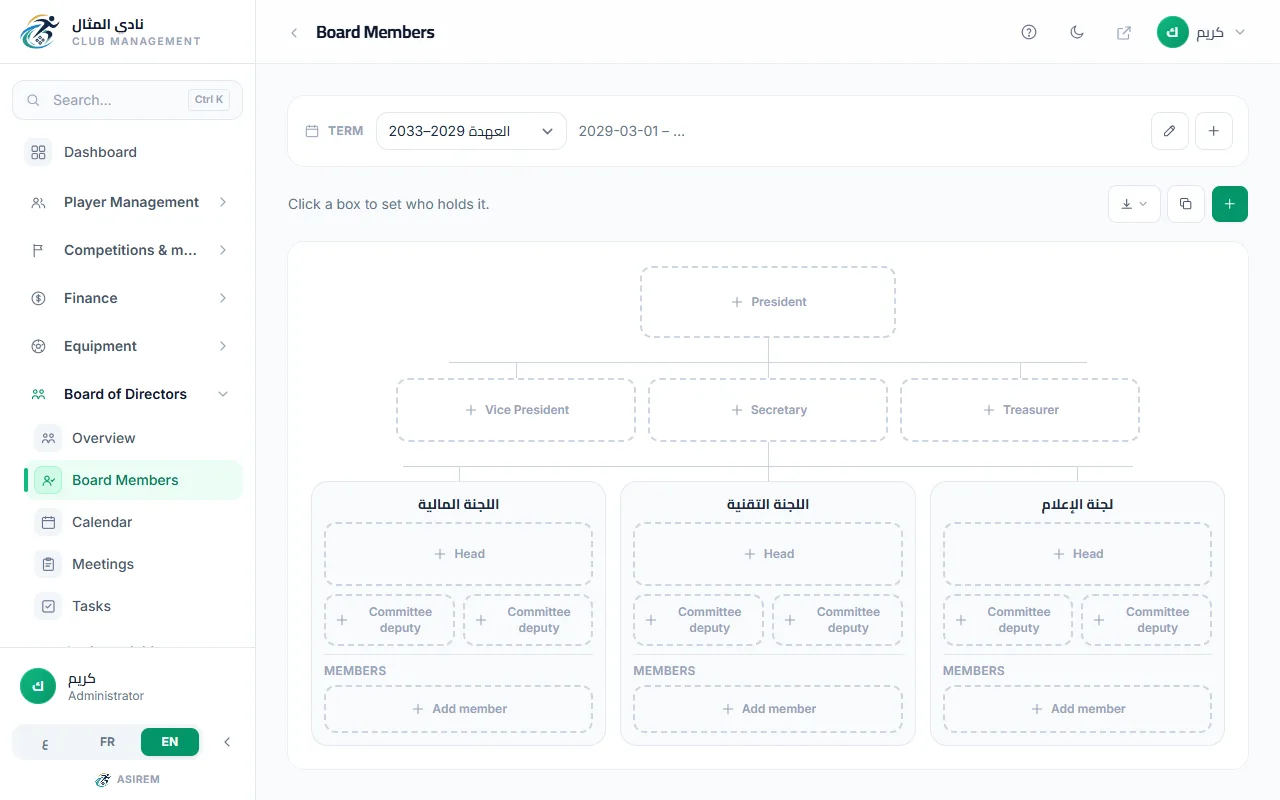 نادي المثال
CLUB MANAGEMENT
Search...
Ctrl K
Dashboard
Player Management
Competitions & m...
Finance
Equipment
Board of Directors
Overview
Board Members
Calendar
Meetings
Tasks
ك
كريم
Administrator
ع
FR
EN
ASIREM
Board Members
ك
كريم
TERM
العهدة 2029–2033
2029-03-01 – ...
Click a box to set who holds it.
President
Vice President
Secretary
Treasurer
اللجنة المالية
Head
Committee
deputy
Committee
deputy
MEMBERS
Add member
اللجنة التقنية
Head
Committee
deputy
Committee
deputy
MEMBERS
Add member
لجنة الإعلام
Head
Committee
deputy
Committee
deputy
MEMBERS
Add member